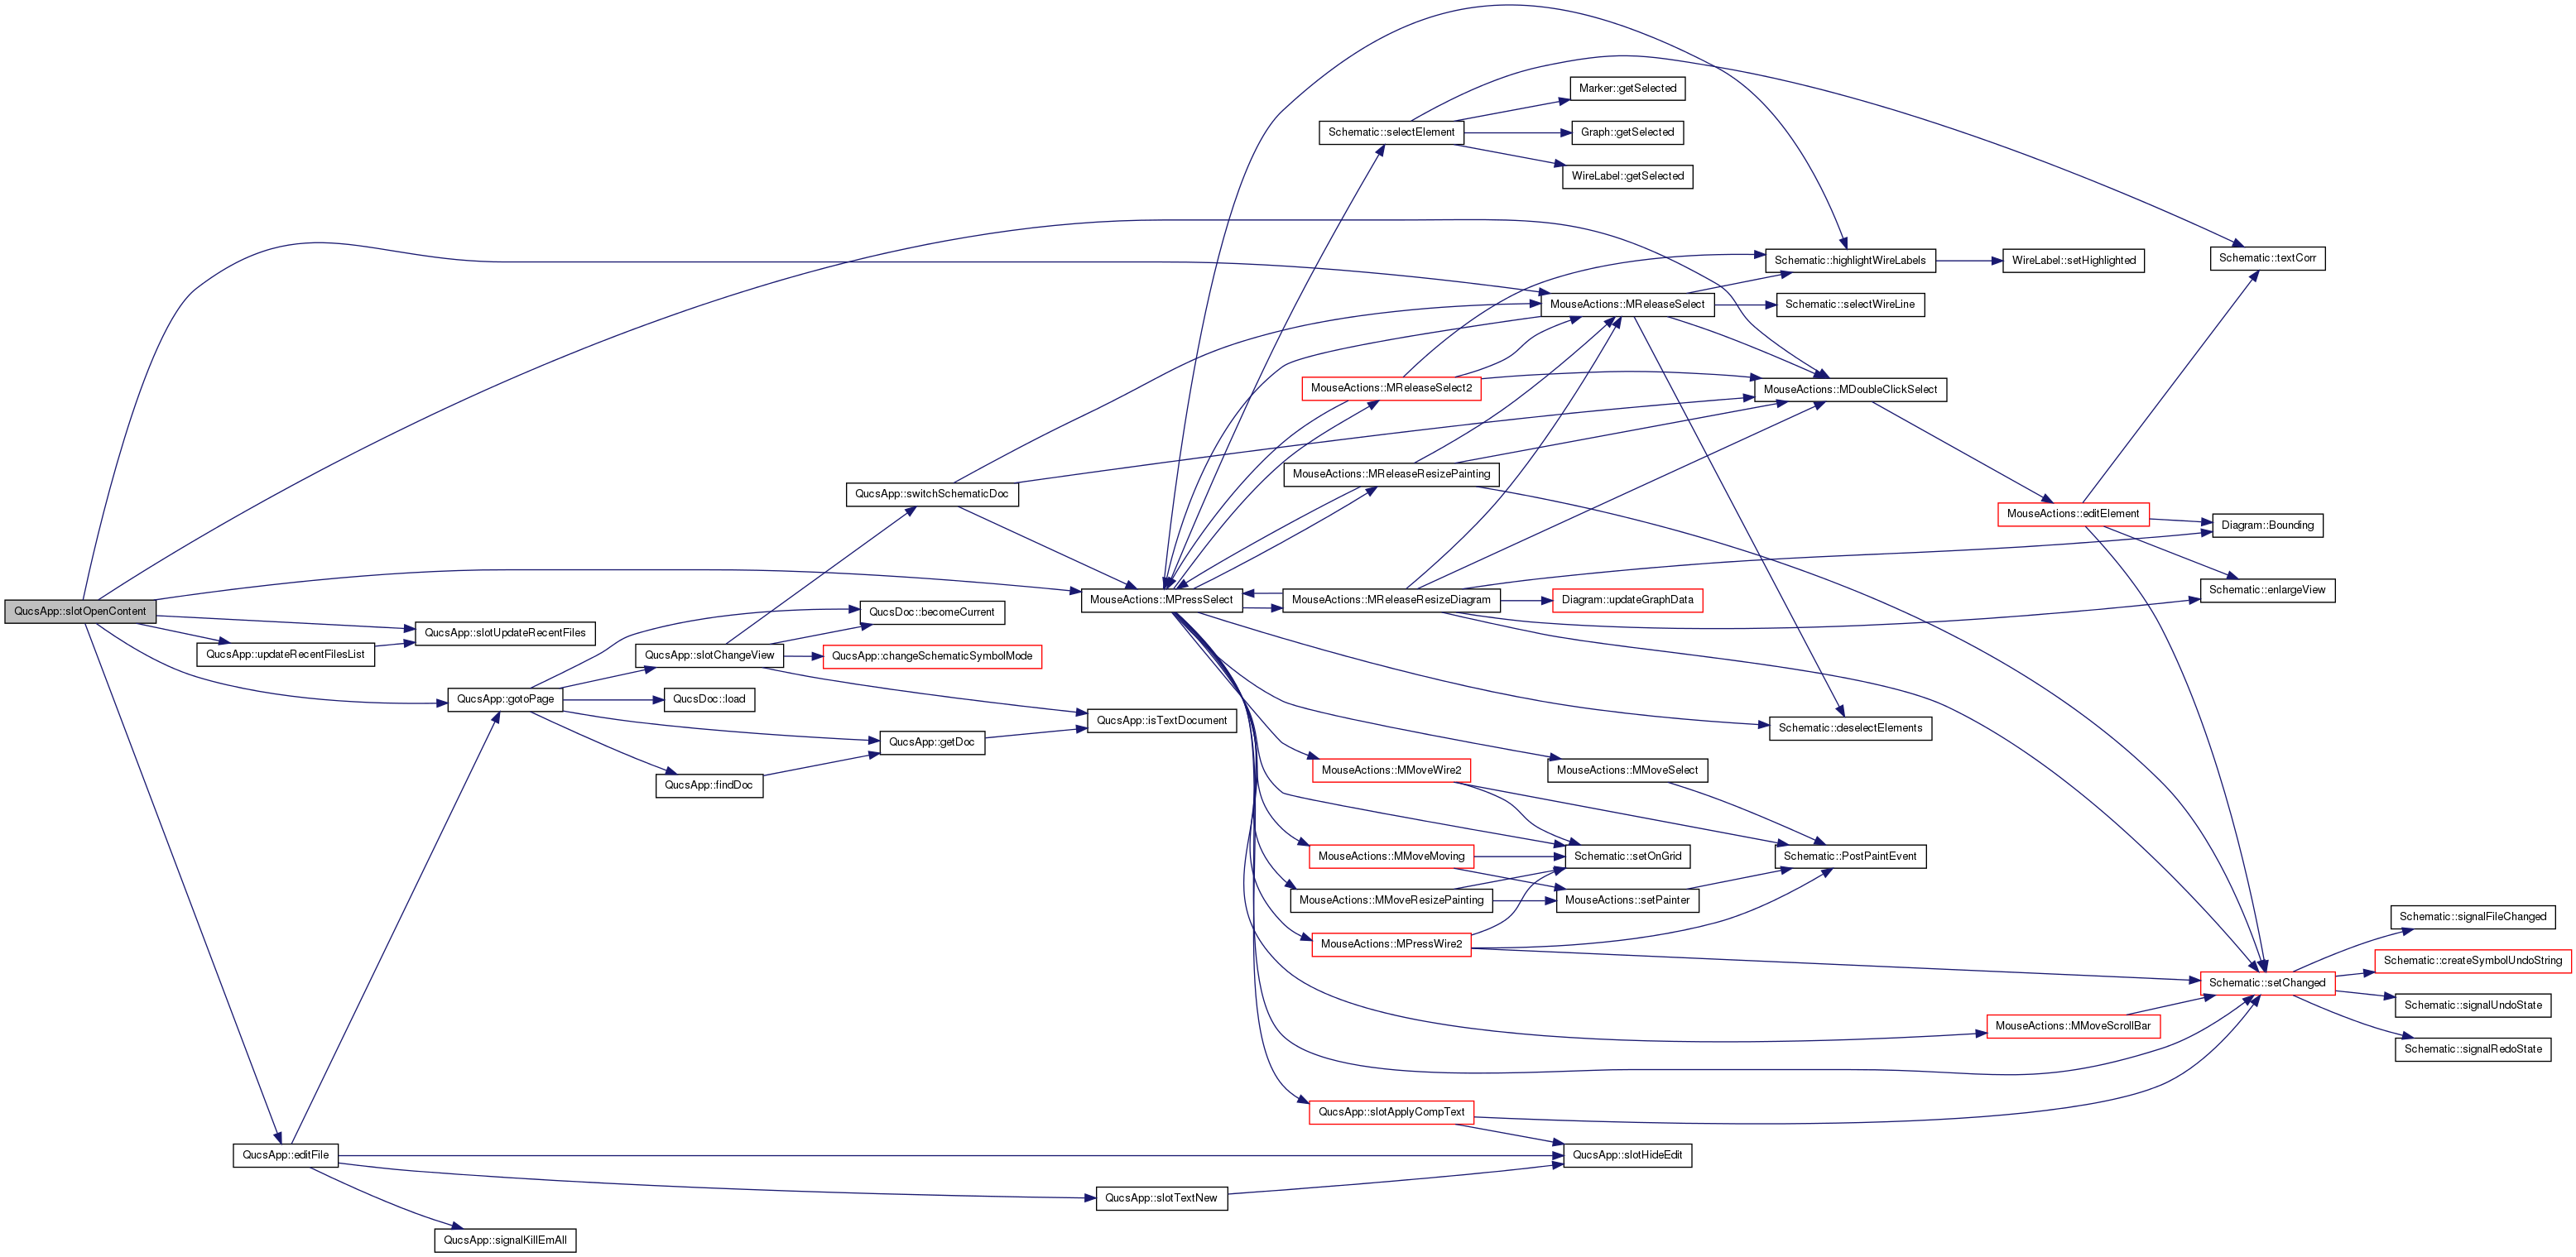 QucsApp::slotOpenContent
QucsApp::slotUpdateRecentFiles
QucsApp::updateRecentFilesList
QucsApp::gotoPage
QucsApp::editFile
QucsApp::signalKillEmAll
QucsApp::slotChangeView
QucsDoc::load
QucsApp::findDoc
QucsApp::switchSchematicDoc
QucsDoc::becomeCurrent
QucsApp::changeSchematicSymbolMode
QucsApp::getDoc
QucsApp::isTextDocument
QucsApp::slotTextNew
MouseActions::MPressSelect
Schematic::selectElement
Marker::getSelected
Graph::getSelected
WireLabel::getSelected
MouseActions::MReleaseSelect
MouseActions::MReleaseSelect2
MouseActions::MReleaseResizePainting
MouseActions::MReleaseResizeDiagram
Diagram::updateGraphData
MouseActions::MMoveWire2
MouseActions::MMoveSelect
MouseActions::MMoveMoving
MouseActions::MMoveResizePainting
MouseActions::MPressWire2
Schematic::setOnGrid
MouseActions::setPainter
QucsApp::slotApplyCompText
QucsApp::slotHideEdit
Schematic::highlightWireLabels
Schematic::selectWireLine
MouseActions::MDoubleClickSelect
Schematic::deselectElements
Schematic::PostPaintEvent
WireLabel::setHighlighted
MouseActions::editElement
MouseActions::MMoveScrollBar
Schematic::textCorr
Diagram::Bounding
Schematic::enlargeView
Schematic::setChanged
Schematic::signalFileChanged
Schematic::createSymbolUndoString
Schematic::signalUndoState
Schematic::signalRedoState